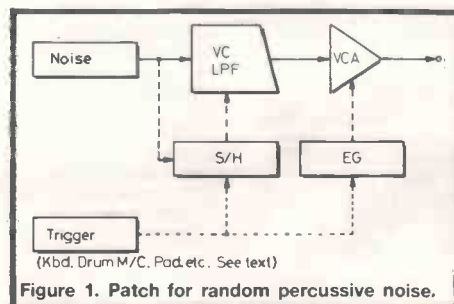 Noise
VC
LPF
VCA
S/H
EG
Trigger
(Kbd, Drum M/C, Pad, etc. See text)
Figure 1. Patch for random percussive noise.